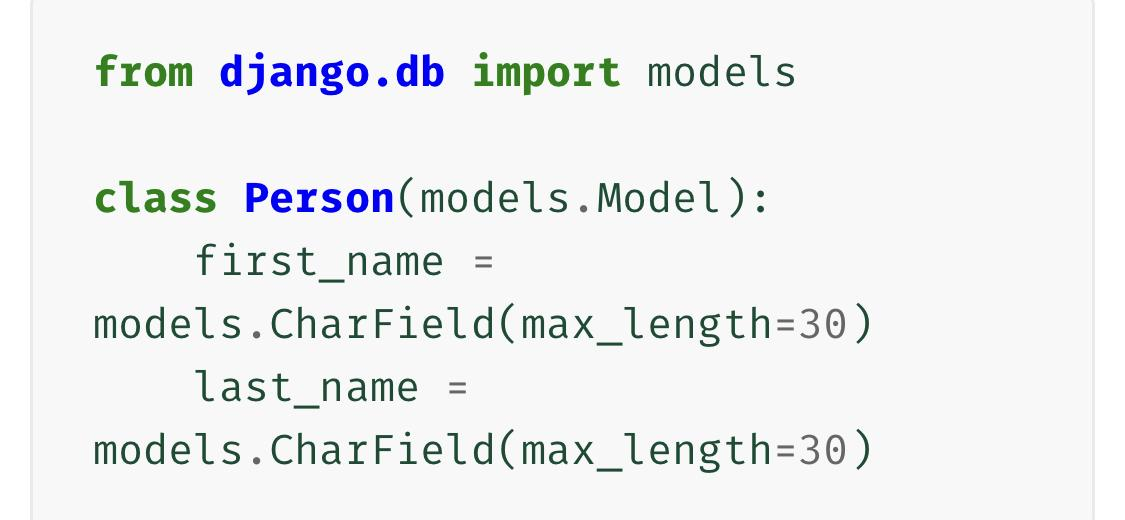 from django.db import models
class Person(models.Model):
    first_name =
models.CharField(max_length=30)
    last_name =
models.CharField(max_length=30)